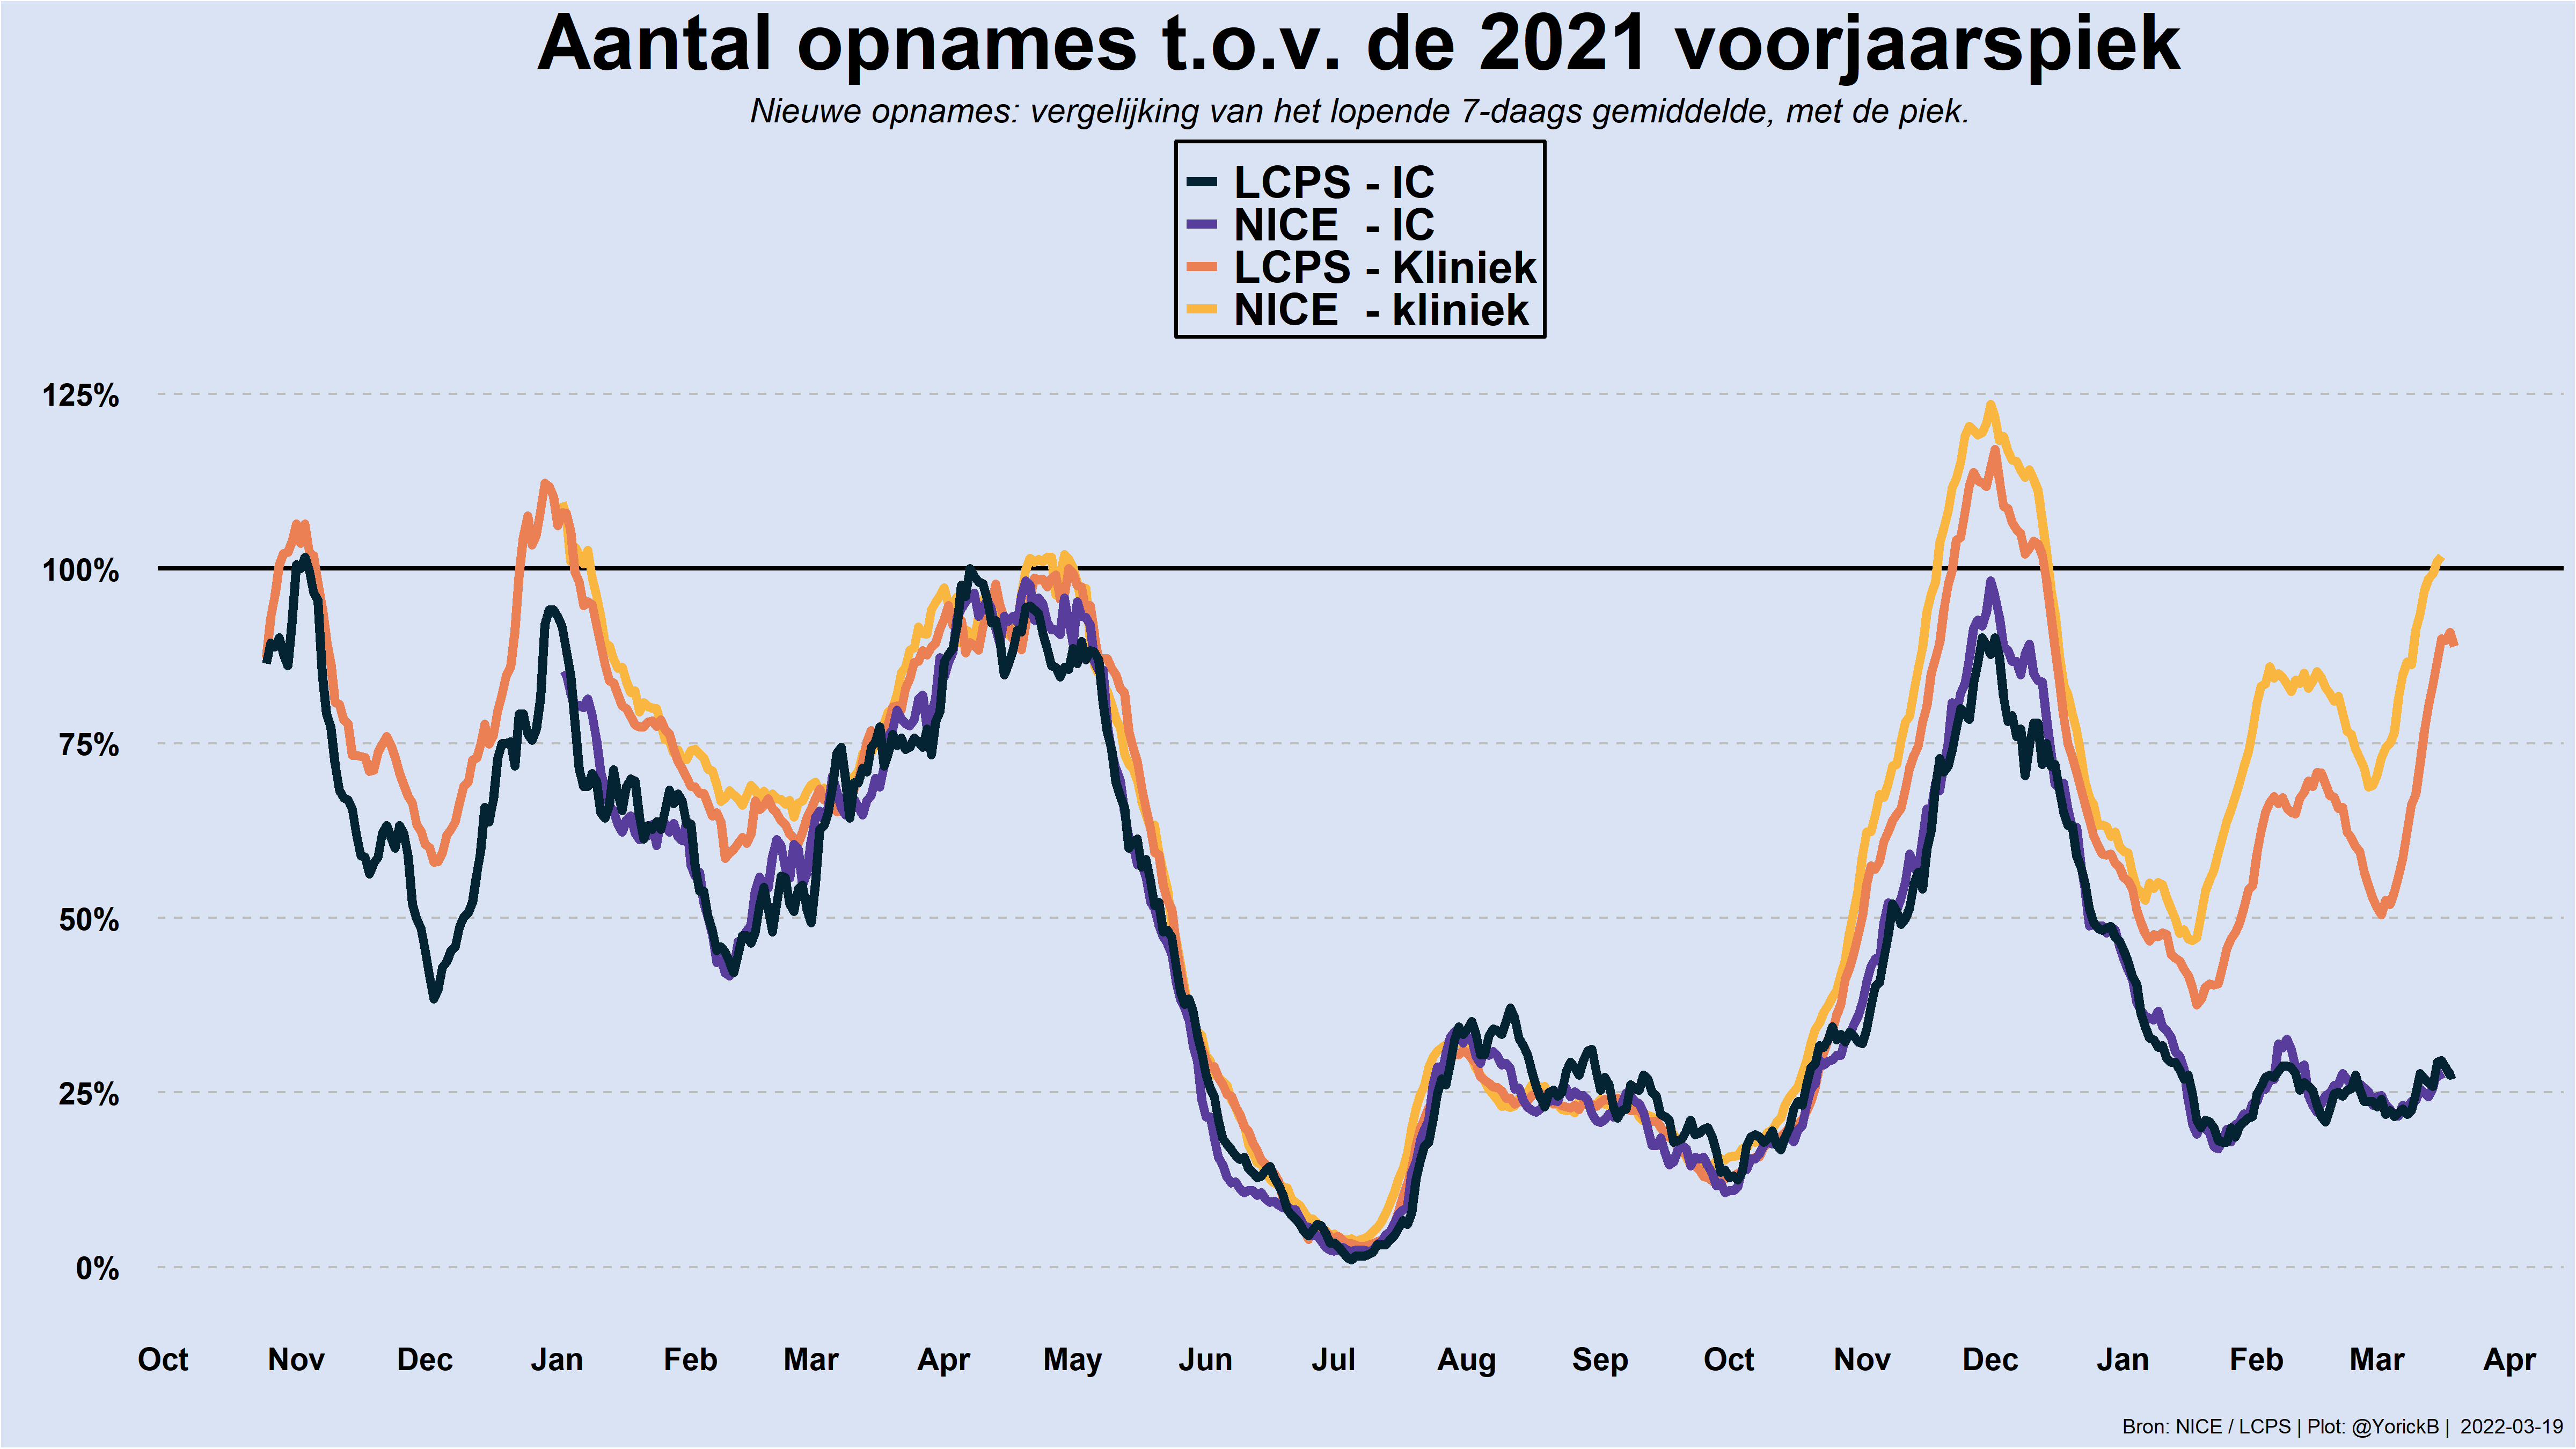 Aantal opnames t.o.v. de 2021 voorjaarspiek
Nieuwe opnames: vergelijking van het lopende 7-daags gemiddelde, met de piek.
LCPS - IC
NICE - IC
LCPS - Kliniek
NICE - kliniek
125%
100%
75%
50%
25%
0%
Oct Nov Dec Jan Feb Mar Apr May Jun Jul Aug Sep Oct Nov Dec Jan Feb Mar Apr
Bron: NICE / LCPS | Plot: @YorickB | 2022-03-19